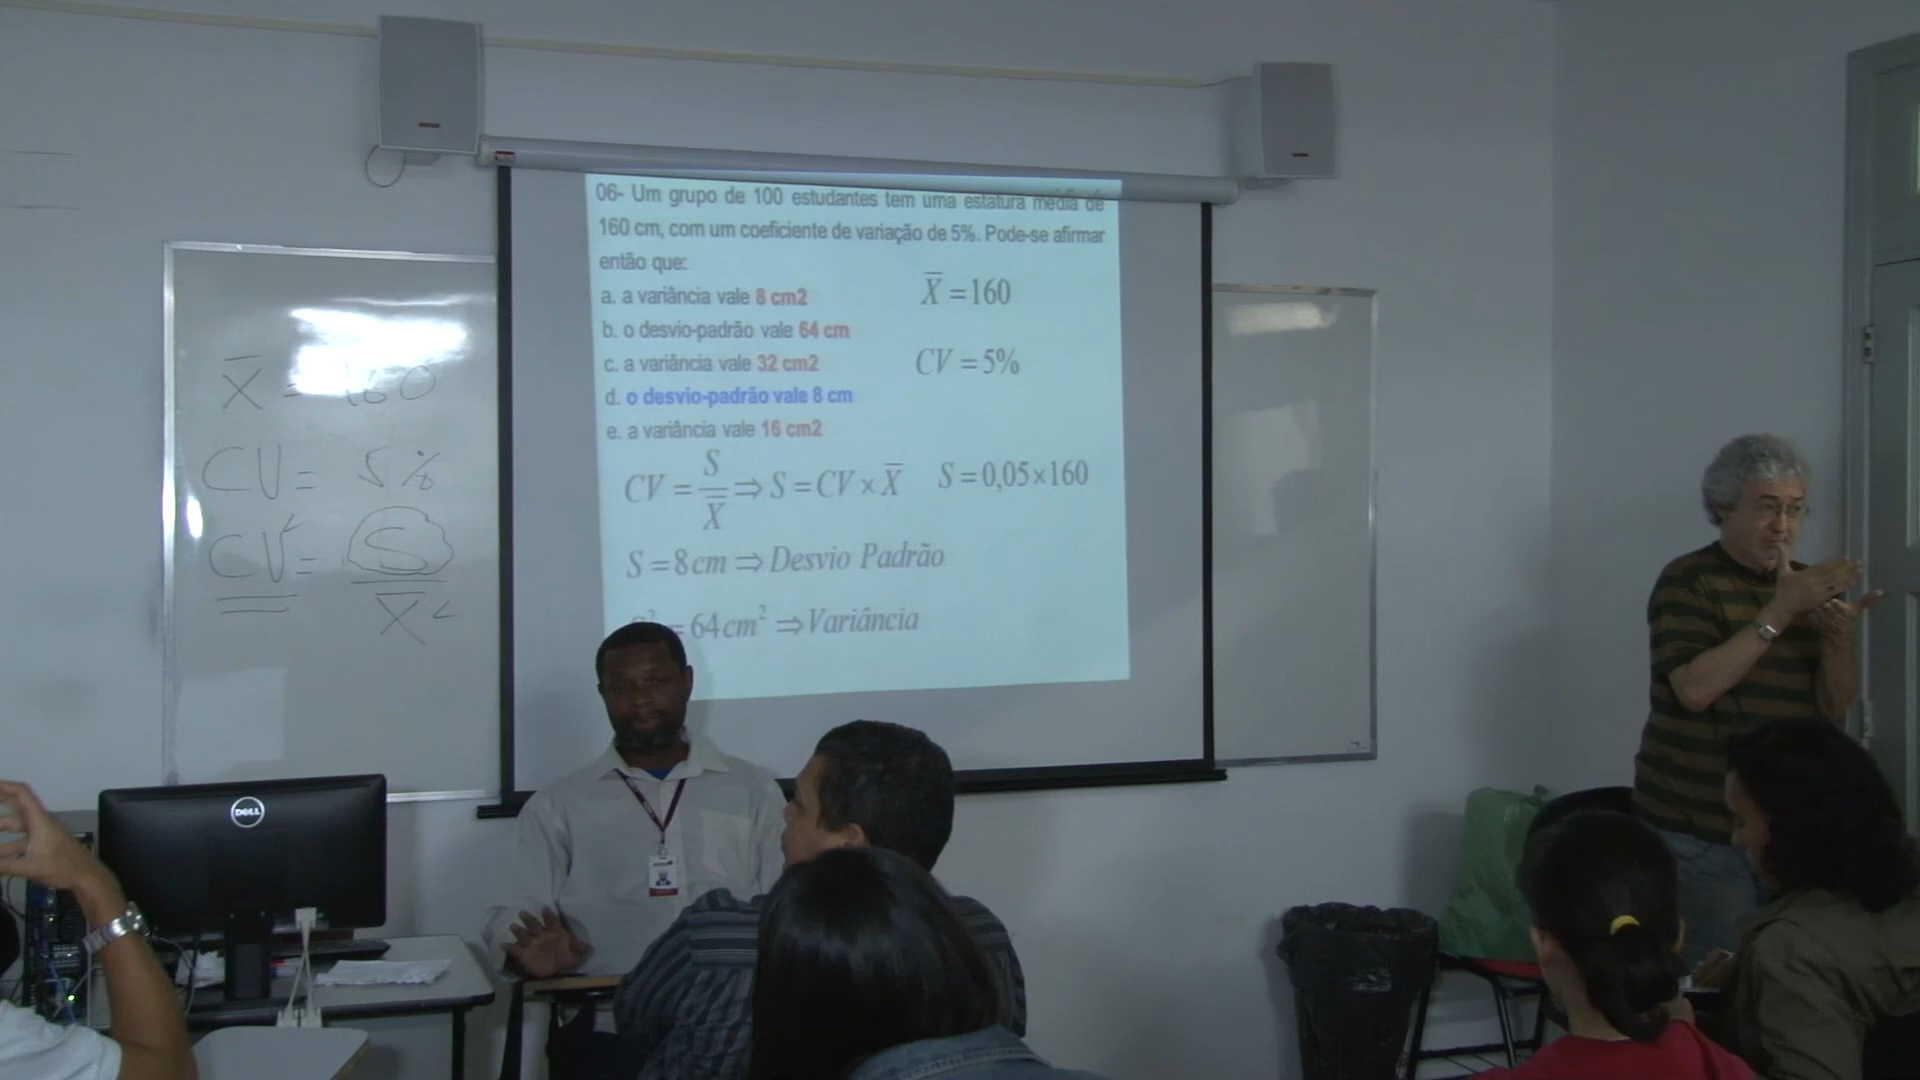 06- Um grupo de 100 estudantes tem uma estatura média de
160 cm, com um coeficiente de variação de 5%. Pode-se afirmar
então que:
a. a variância vale 8 cm2
b. o desvio-padrão vale 64 cm
c. a variância vale 32 cm2
d. o desvio-padrão vale 8 cm
e. a variância vale 16 cm2
X̅ = 160
CV = 5%
CV = S/X̅ ⇒ S = CV × X̅ S = 0,05×160
S = 8cm ⇒ Desvio Padrão
= 64cm² ⇒ Variância
X̅ = 160
CV = 5%
CV = S/X̅
DELL